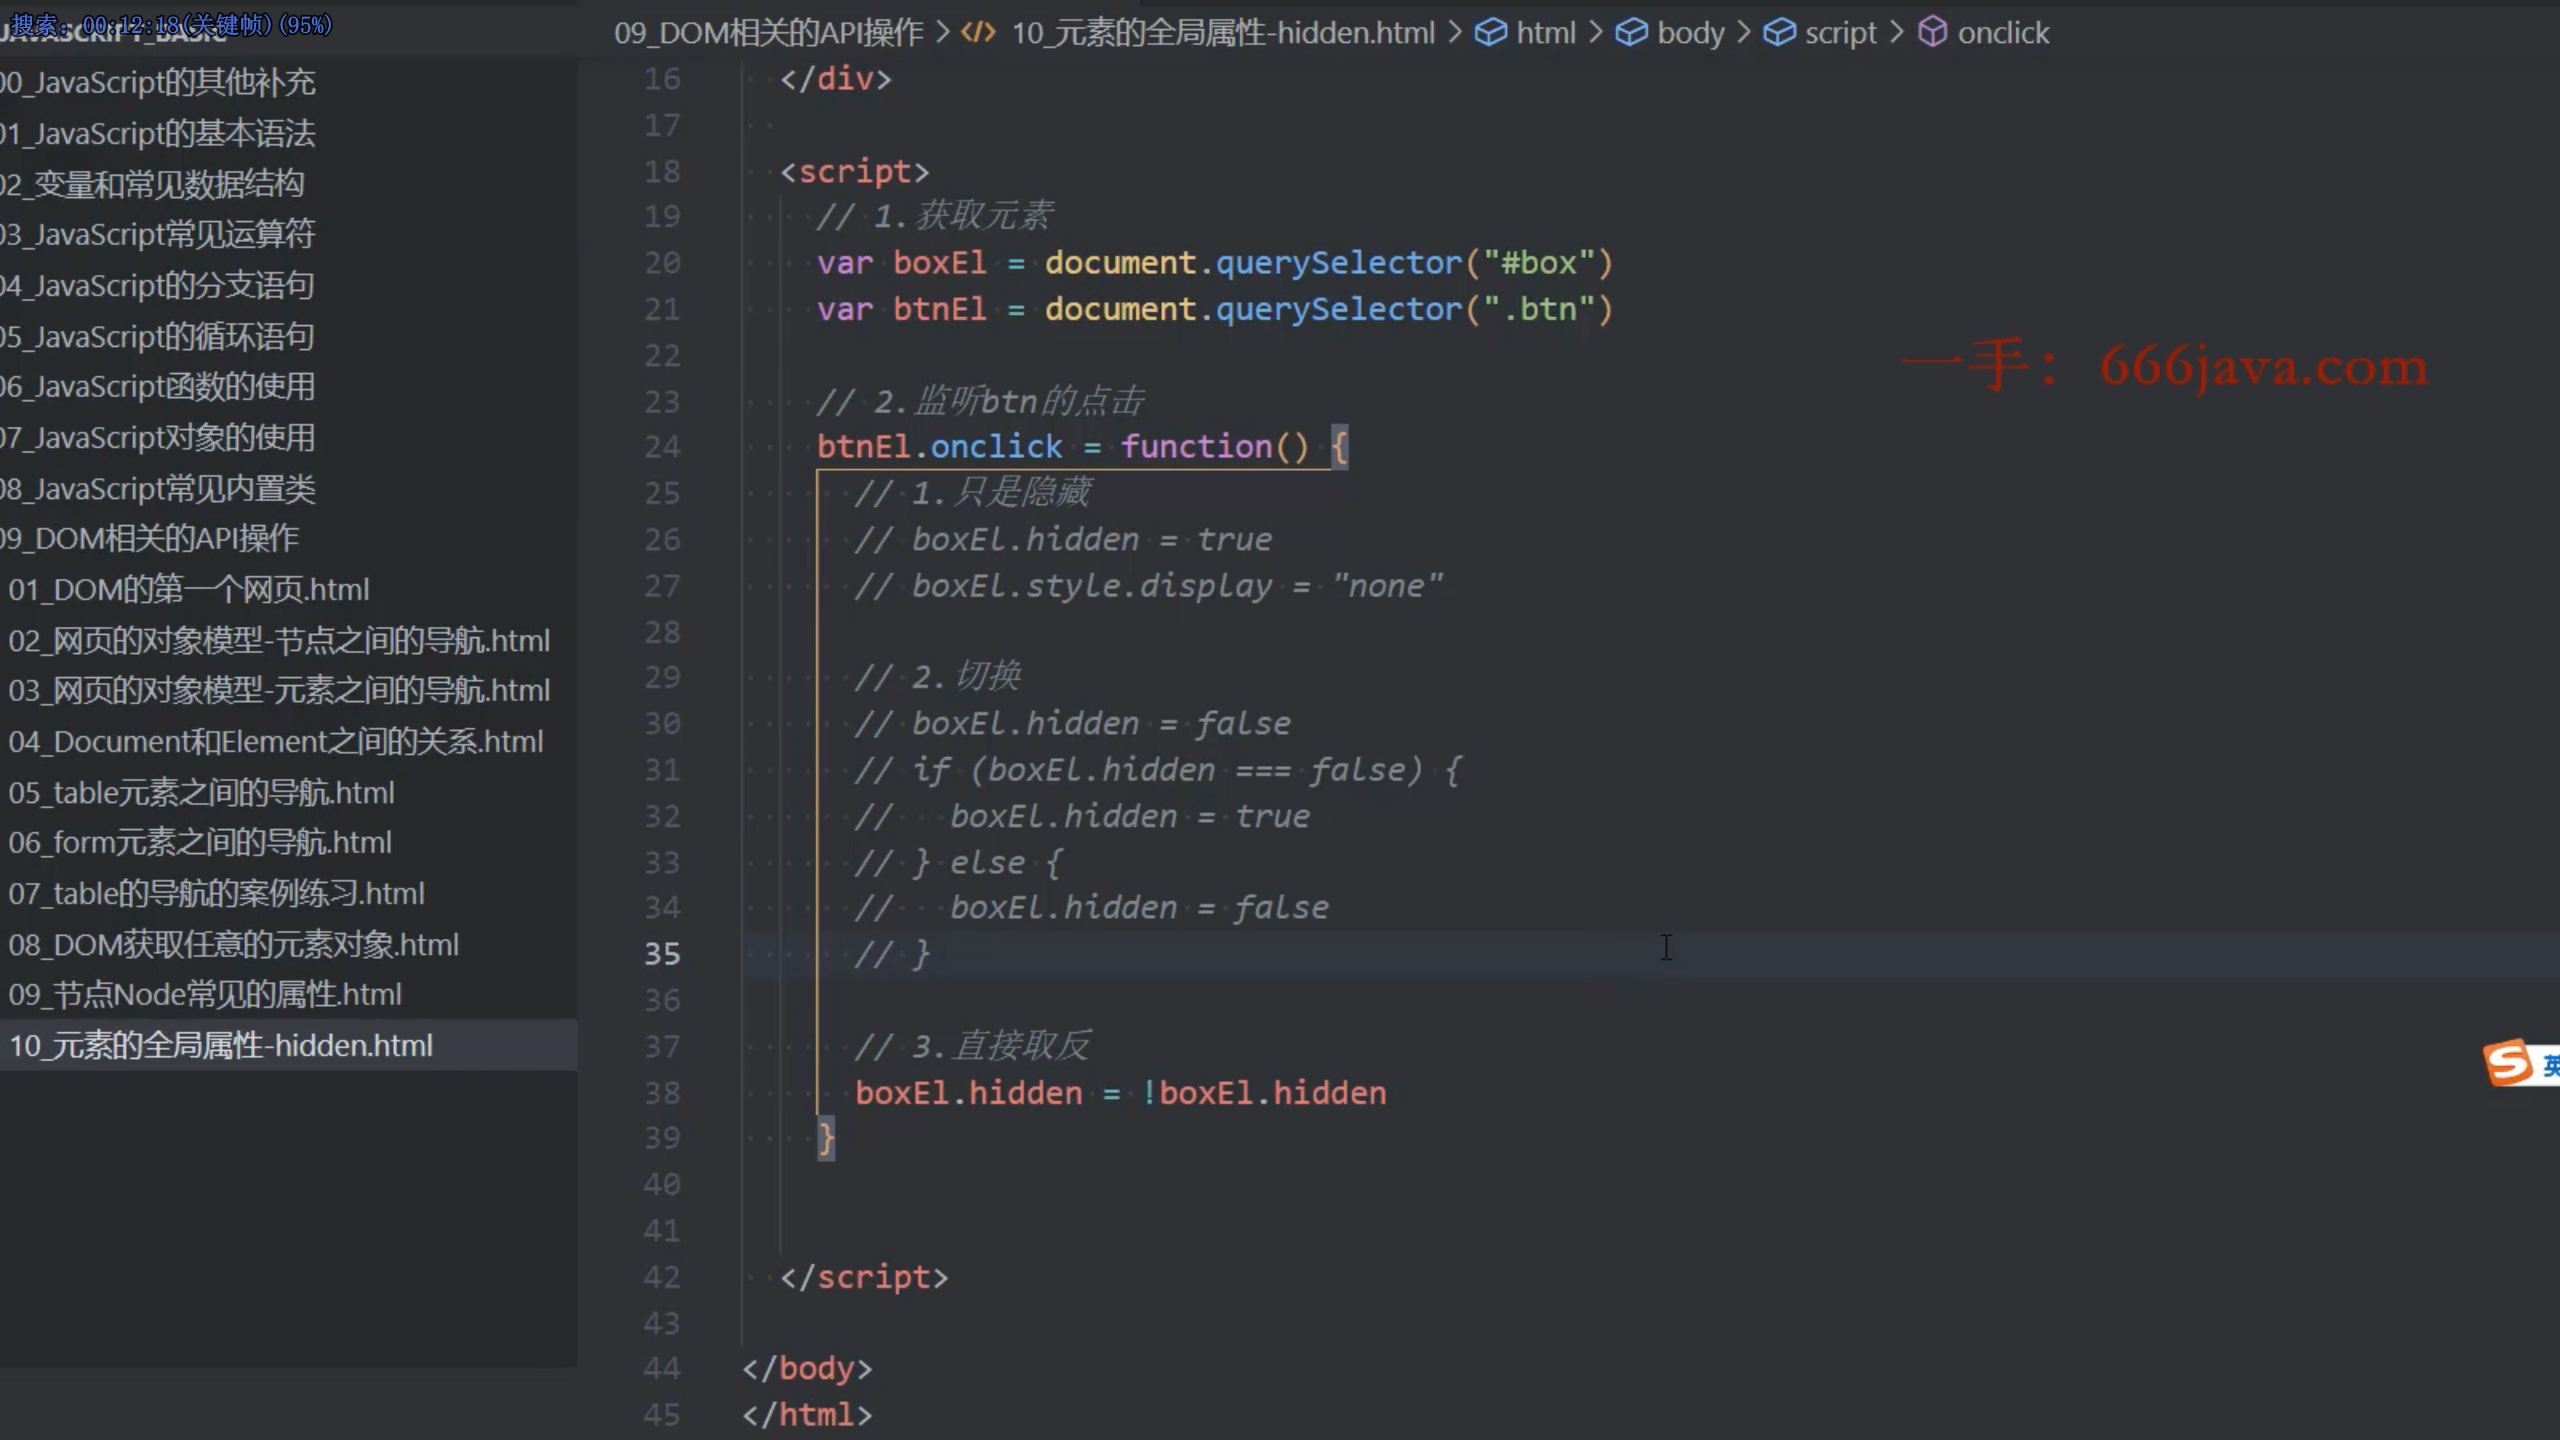 搜索: 00:12:18(关键帧)(95%)
JAVASCRIPT_BASIC
00_JavaScript的其他补充
01_JavaScript的基本语法
02_变量和常见数据结构
03_JavaScript常见运算符
04_JavaScript的分支语句
05_JavaScript的循环语句
06_JavaScript函数的使用
07_JavaScript对象的使用
08_JavaScript常见内置类
09_DOM相关的API操作
01_DOM的第一个网页.html
02_网页的对象模型-节点之间的导航.html
03_网页的对象模型-元素之间的导航.html
04_Document和Element之间的关系.html
05_table元素之间的导航.html
06_form元素之间的导航.html
07_table的导航的案例练习.html
08_DOM获取任意的元素对象.html
09_节点Node常见的属性.html
10_元素的全局属性-hidden.html
09_DOM相关的API操作 > 10_元素的全局属性-hidden.html > html > body > script > onclick
16 </div>
17
18 <script>
19 // 1.获取元素
20 var boxEl = document.querySelector("#box")
21 var btnEl = document.querySelector(".btn")
22
23 // 2.监听btn的点击
24 btnEl.onclick = function() {
25 // 1.只是隐藏
26 // boxEl.hidden = true
27 // boxEl.style.display = "none"
28
29 // 2.切换
30 // boxEl.hidden = false
31 // if (boxEl.hidden === false) {
32 //   boxEl.hidden = true
33 // } else {
34 //   boxEl.hidden = false
35 // }
36
37 // 3.直接取反
38 boxEl.hidden = !boxEl.hidden
39 }
40
41
42 </script>
43
44 </body>
45 </html>
一手: 666java.com
英